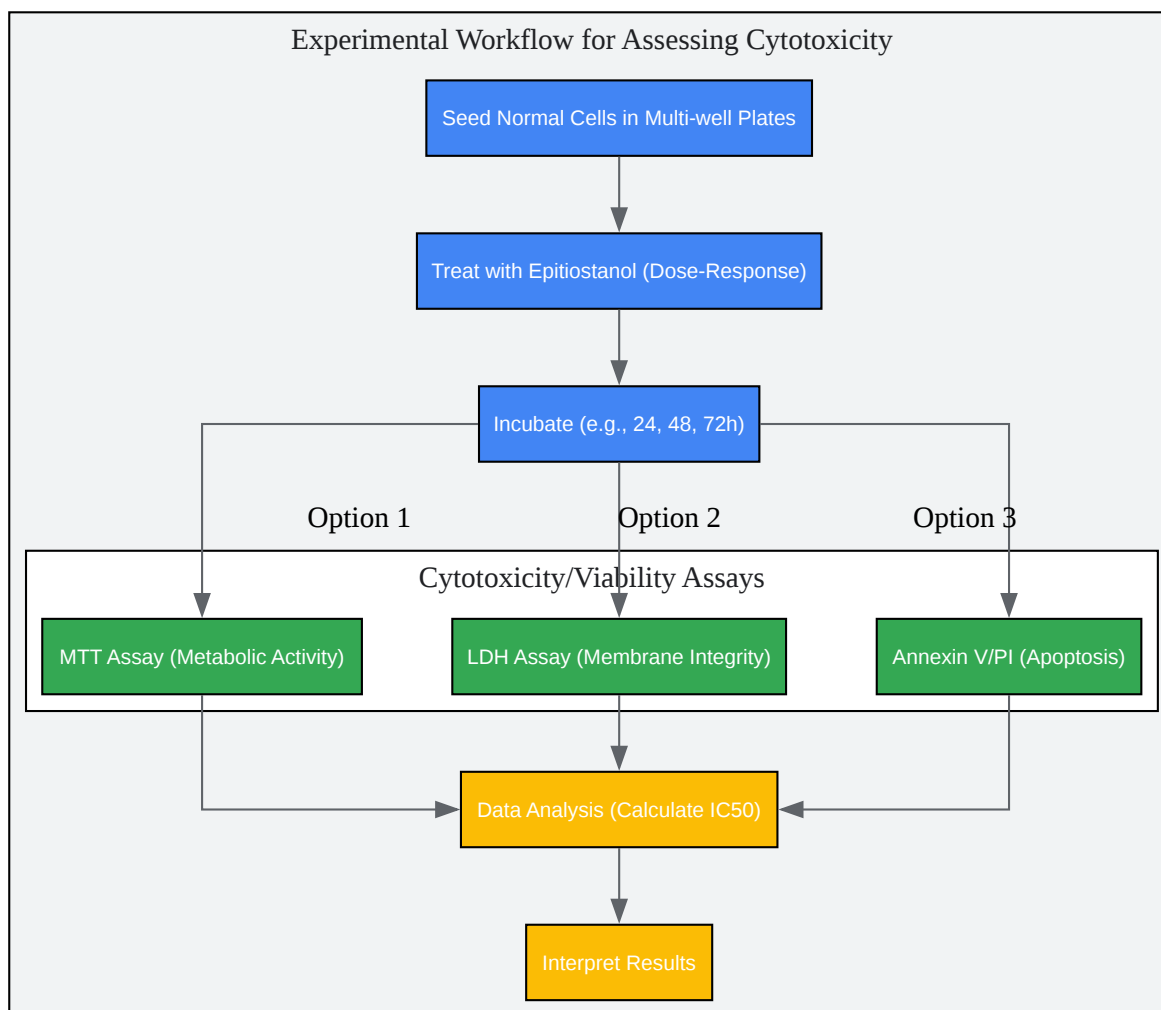 Experimental Workflow for Assessing Cytotoxicity
Seed Normal Cells in Multi-well Plates
Treat with Epitiostanol (Dose-Response)
Incubate (e.g., 24, 48, 72h)
Option 1
Option 2
Option 3
Cytotoxicity/Viability Assays
MTT Assay (Metabolic Activity)
LDH Assay (Membrane Integrity)
Annexin V/PI (Apoptosis)
Data Analysis (Calculate IC50)
Interpret Results